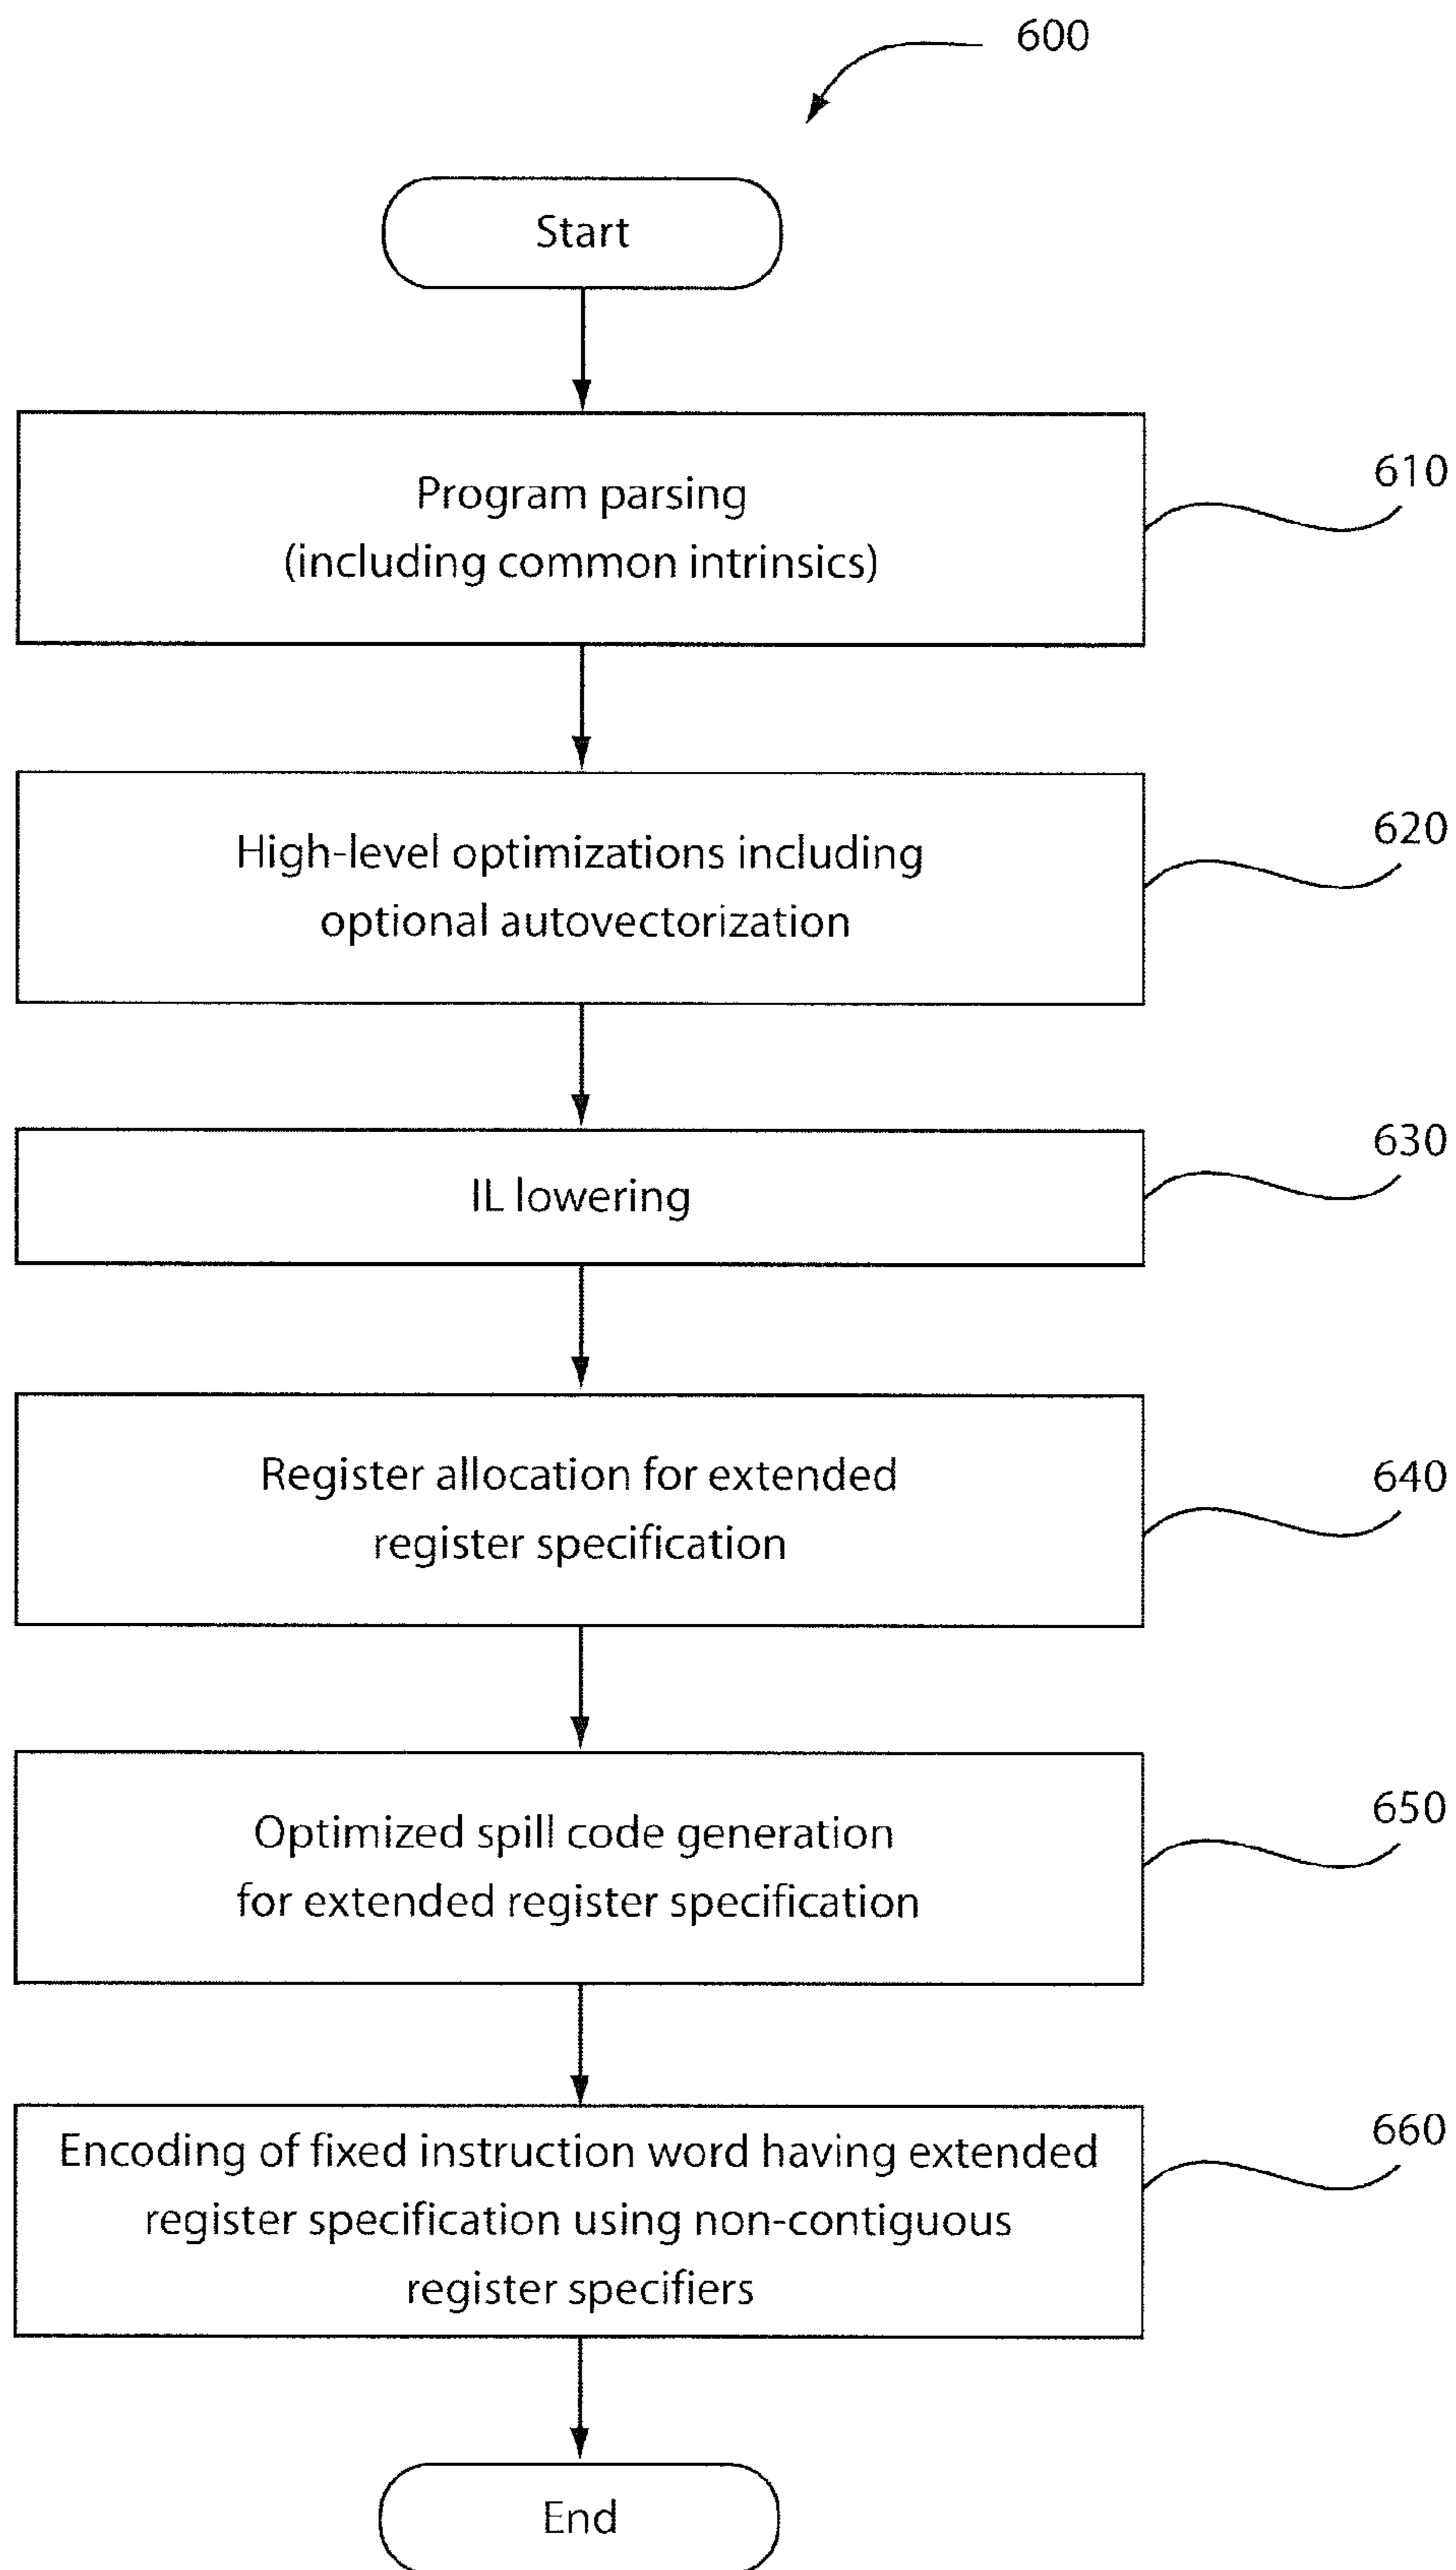 600
Start
Program parsing
(including common intrinsics)
610
High-level optimizations including
optional autovectorization
620
IL lowering
630
Register allocation for extended
register specification
640
Optimized spill code generation
for extended register specification
650
Encoding of fixed instruction word having extended
register specification using non-contiguous
register specifiers
660
End